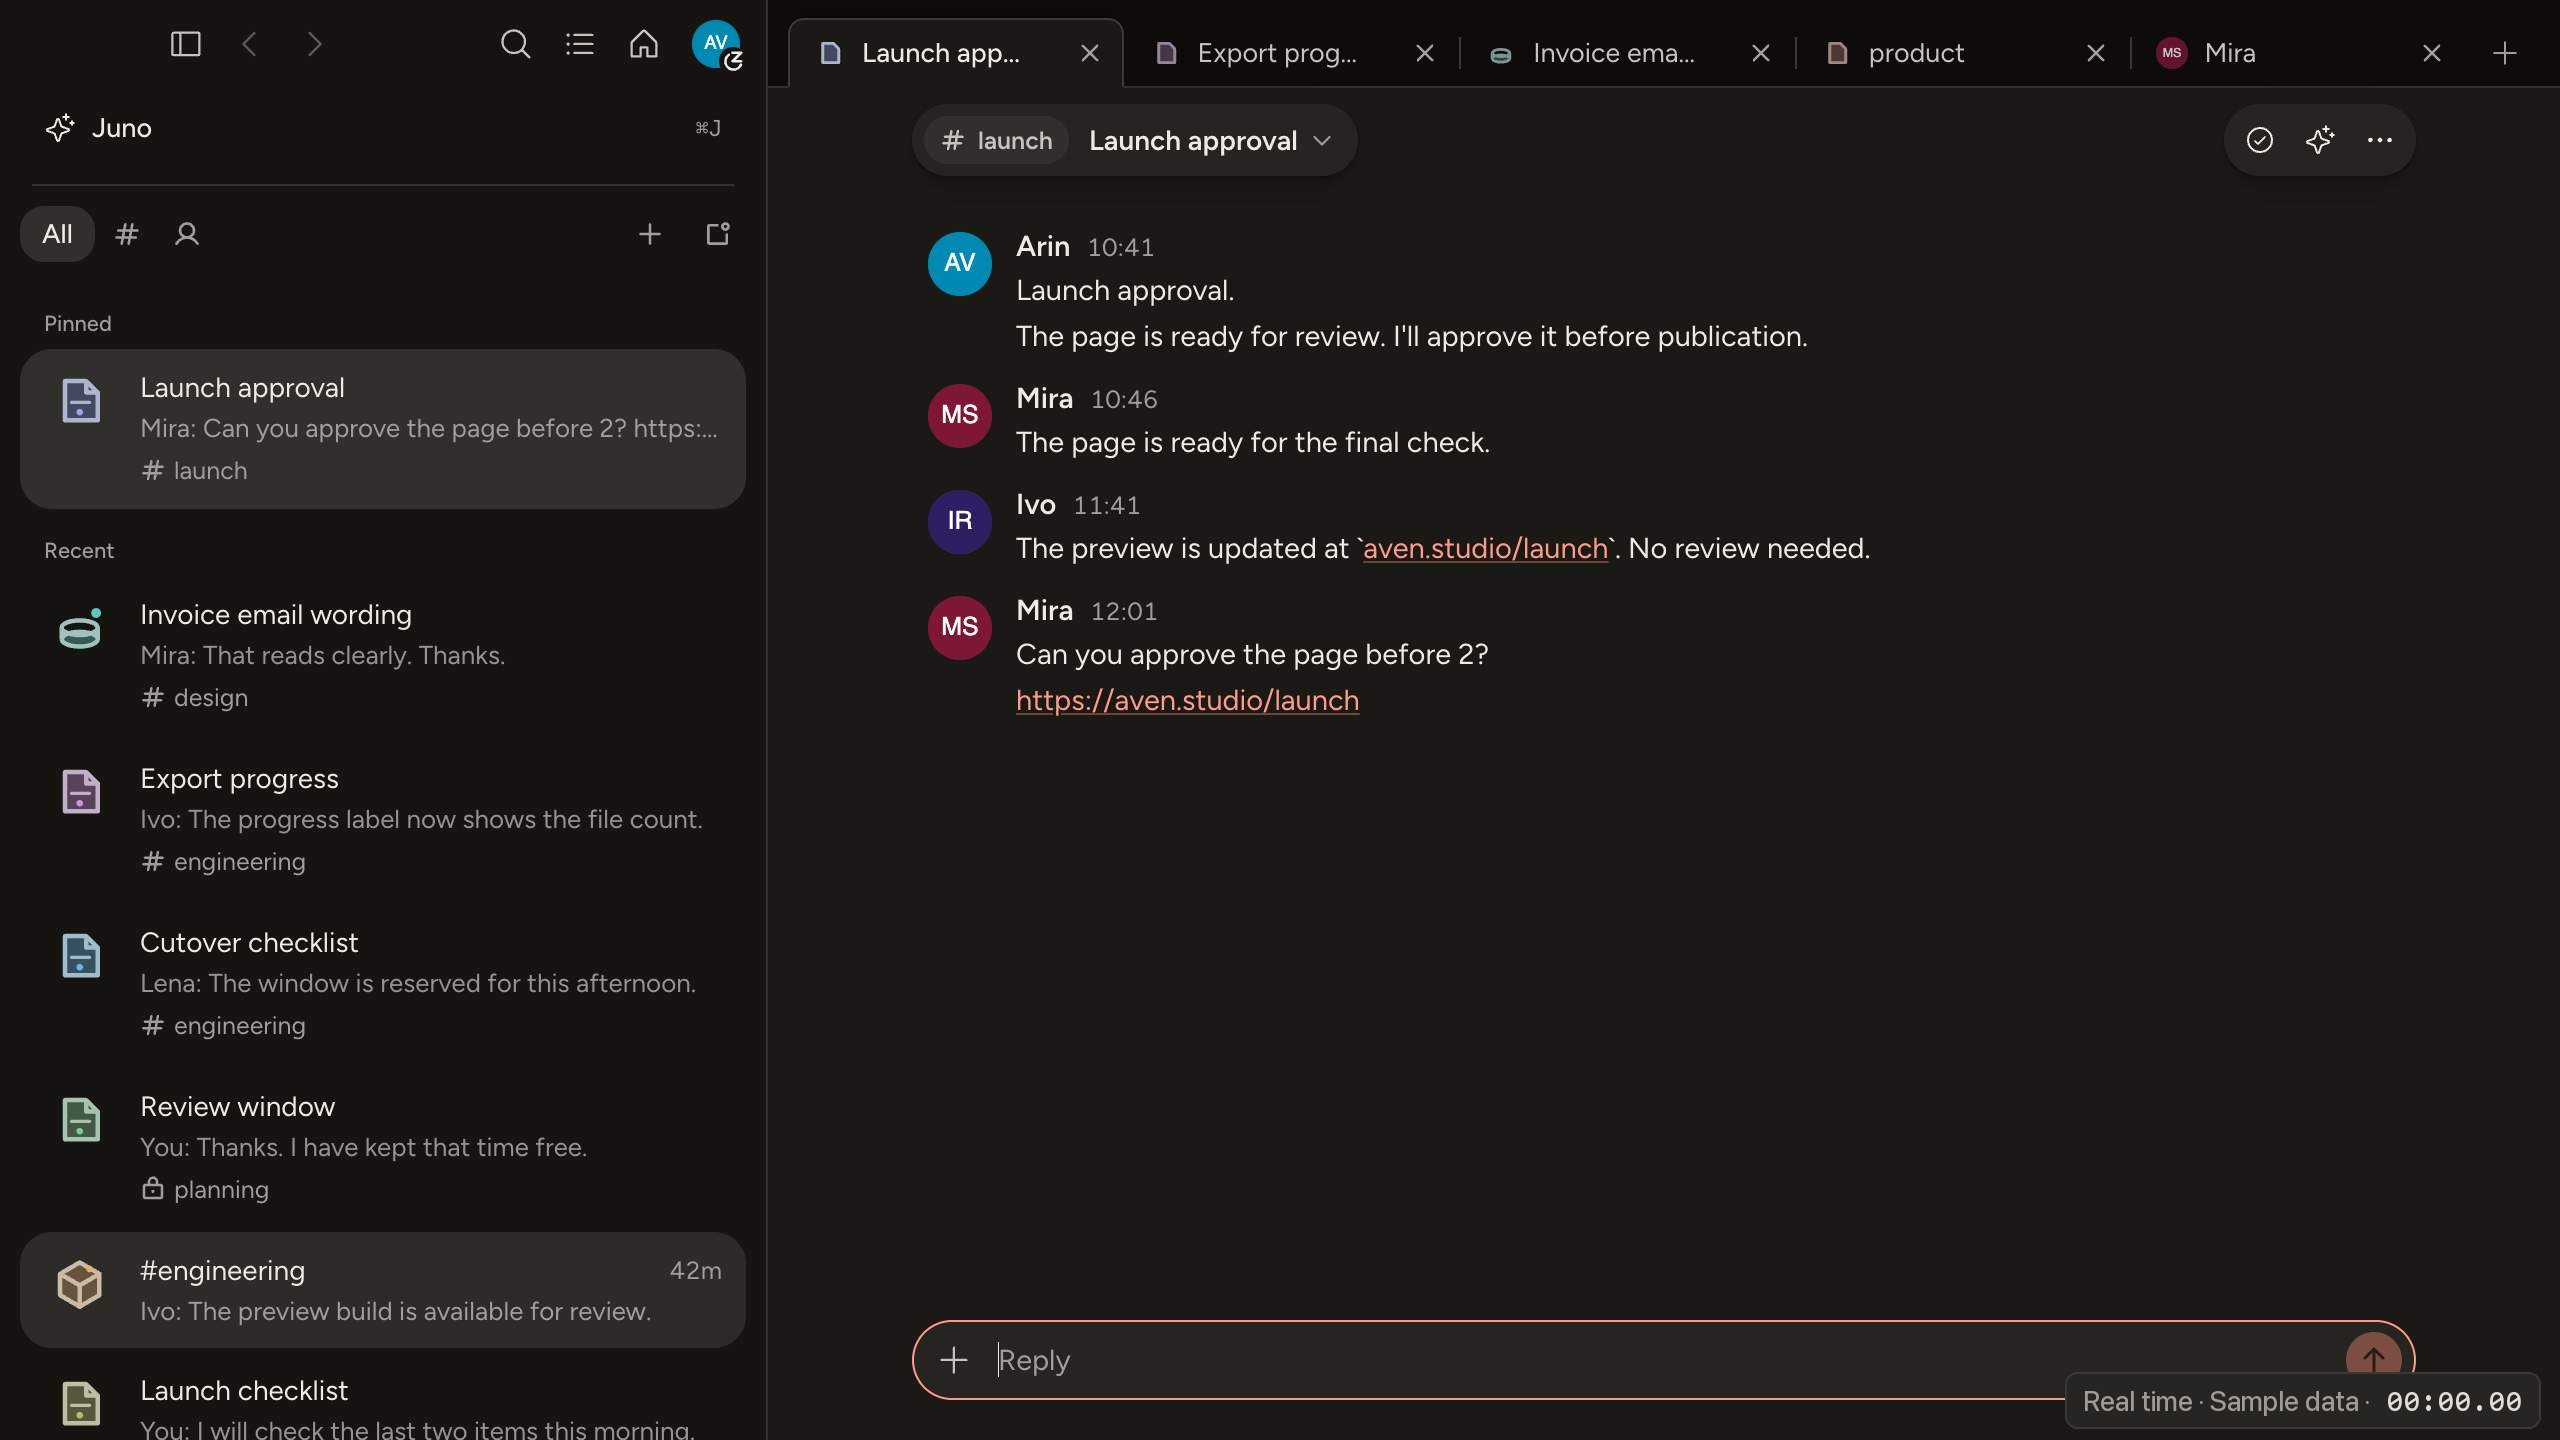 AV
Juno
⌘J
All
Pinned
Launch approval
Mira: Can you approve the page before 2? https:...
# launch
Recent
Invoice email wording
Mira: That reads clearly. Thanks.
# design
Export progress
Ivo: The progress label now shows the file count.
# engineering
Cutover checklist
Lena: The window is reserved for this afternoon.
# engineering
Review window
You: Thanks. I have kept that time free.
planning
#engineering 42m
Ivo: The preview build is available for review.
Launch checklist
You: I will check the last two items this morning.
Launch app...
Export prog...
Invoice ema...
product
MS Mira
# launch Launch approval
AV Arin 10:41
Launch approval.
The page is ready for review. I'll approve it before publication.
MS Mira 10:46
The page is ready for the final check.
IR Ivo 11:41
The preview is updated at `aven.studio/launch`. No review needed.
MS Mira 12:01
Can you approve the page before 2?
https://aven.studio/launch
Reply
Real time · Sample data · 00:00.00